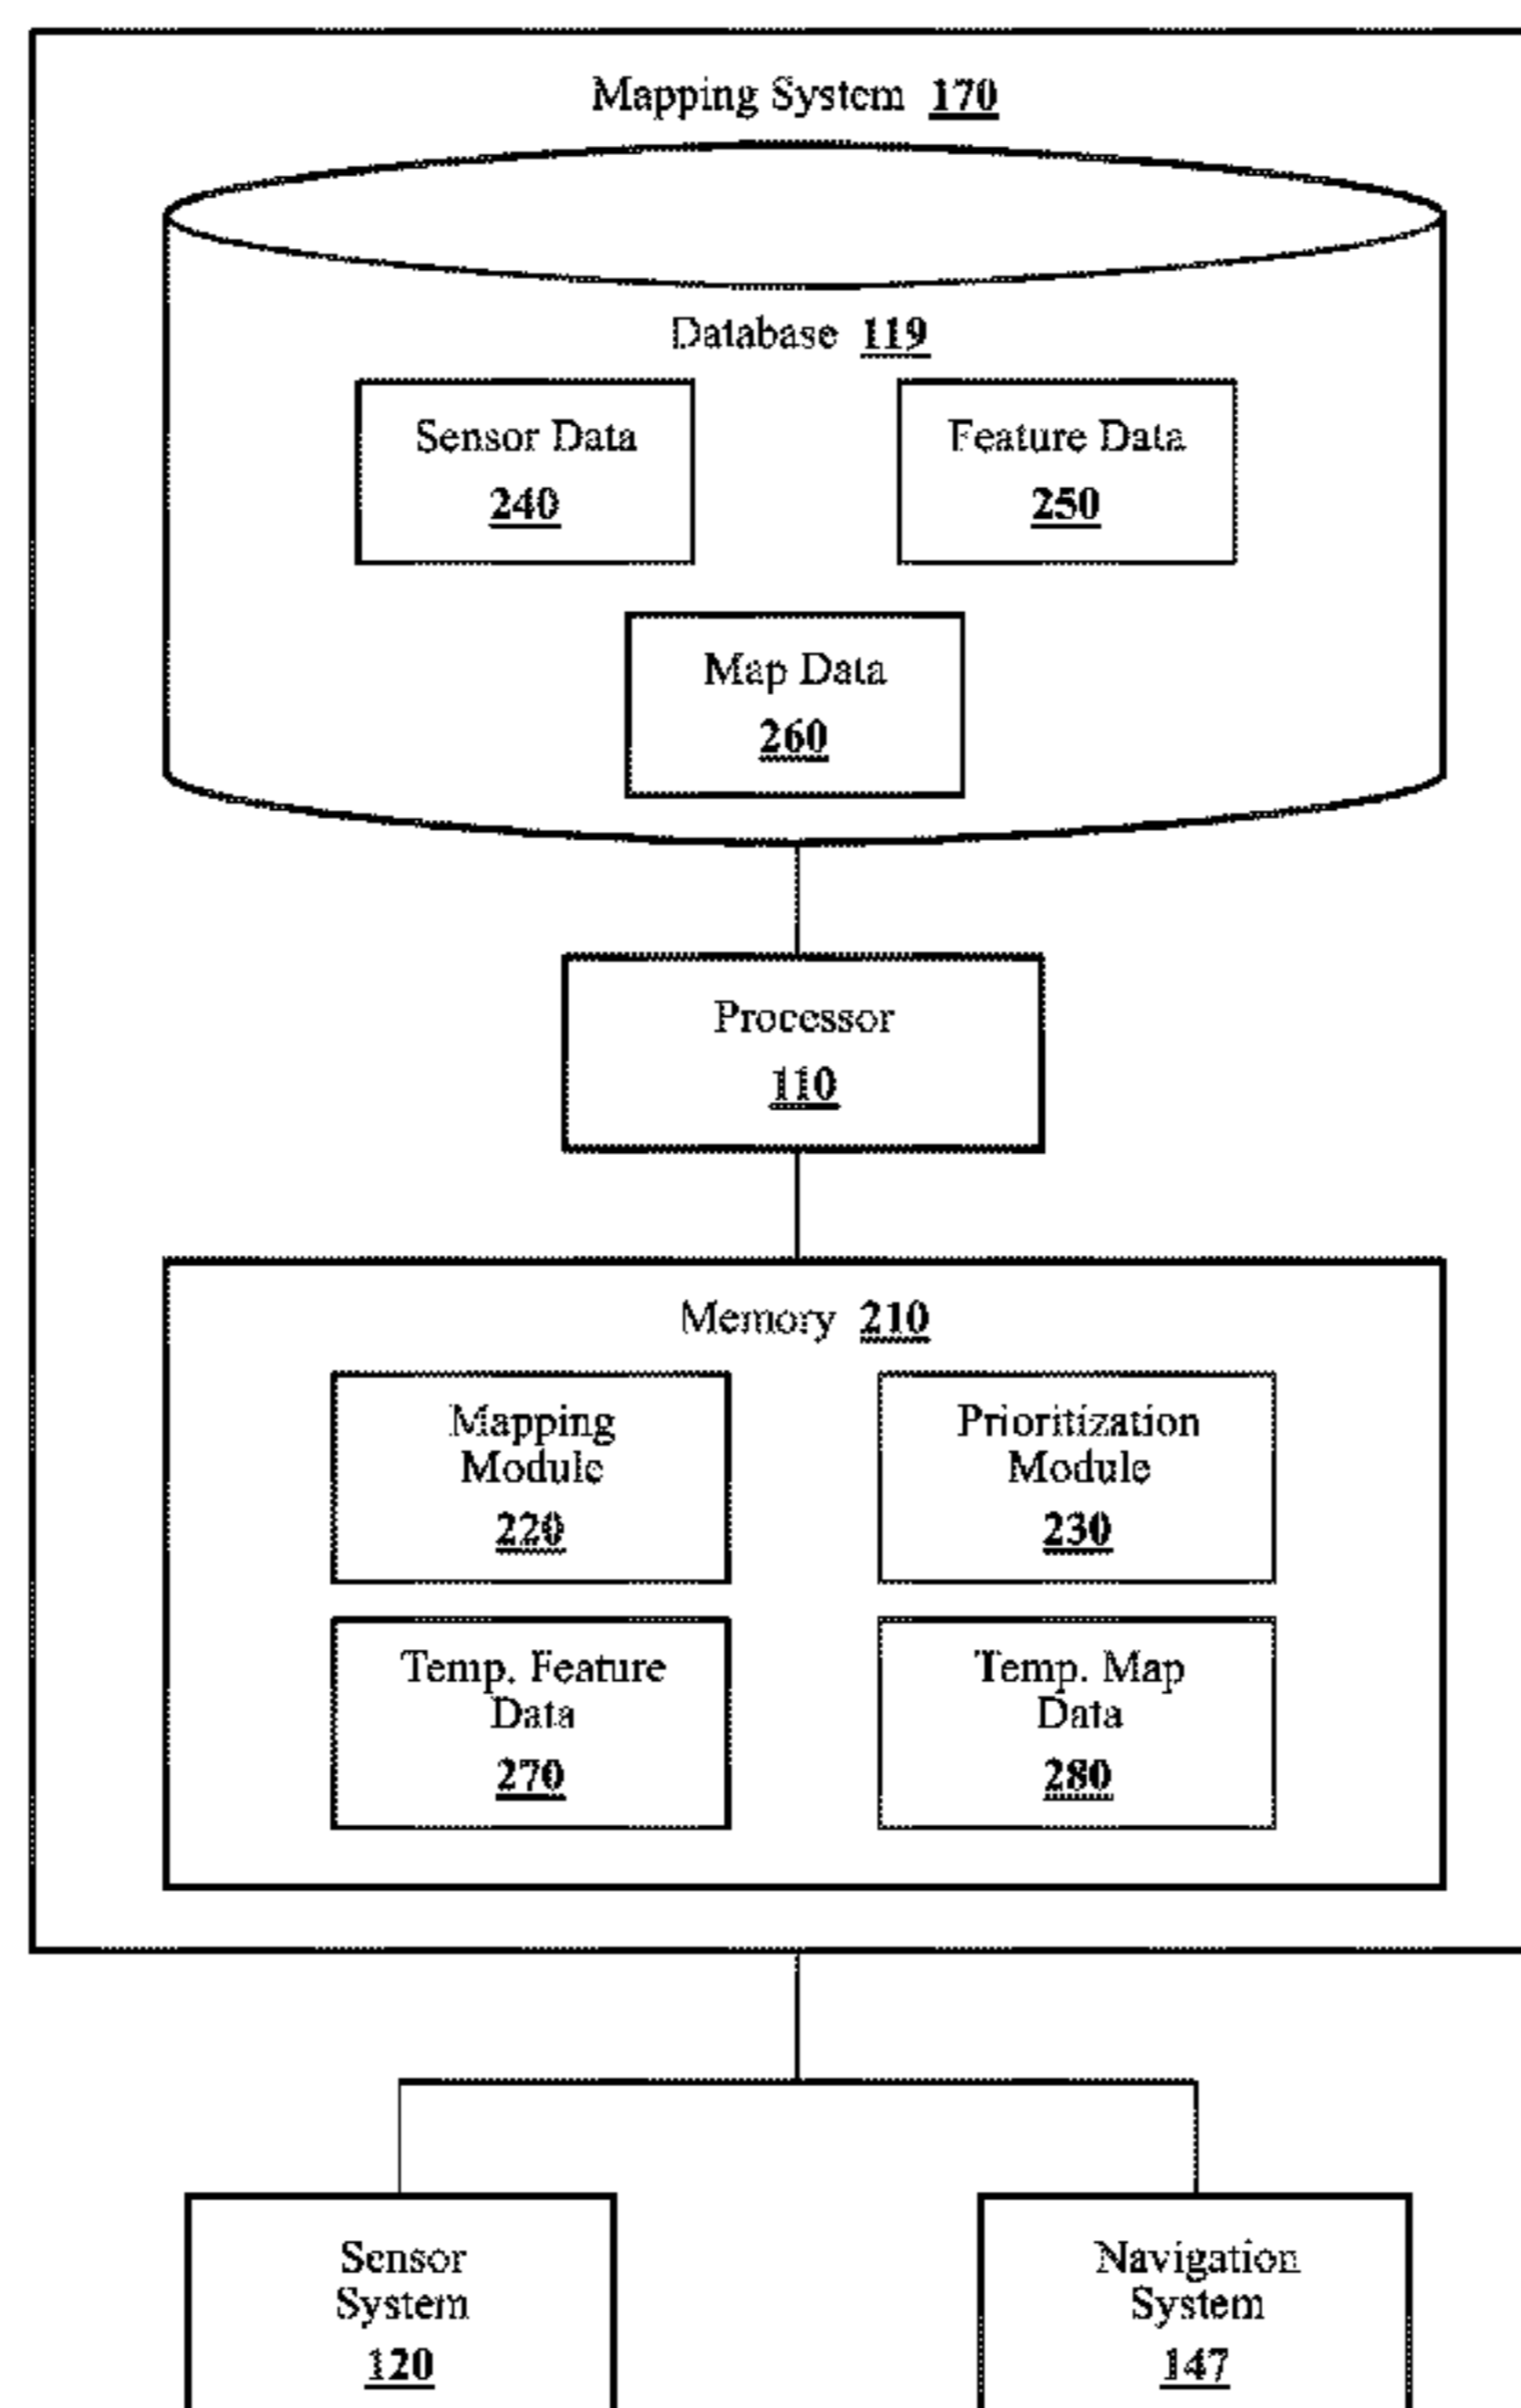 Mapping System 170
Database 119
Sensor Data
240
Feature Data
250
Map Data
260
Processor
110
Memory 210
Mapping
Module
220
Prioritization
Module
230
Temp. Feature
Data
270
Temp. Map
Data
280
Sensor
System
120
Navigation
System
147